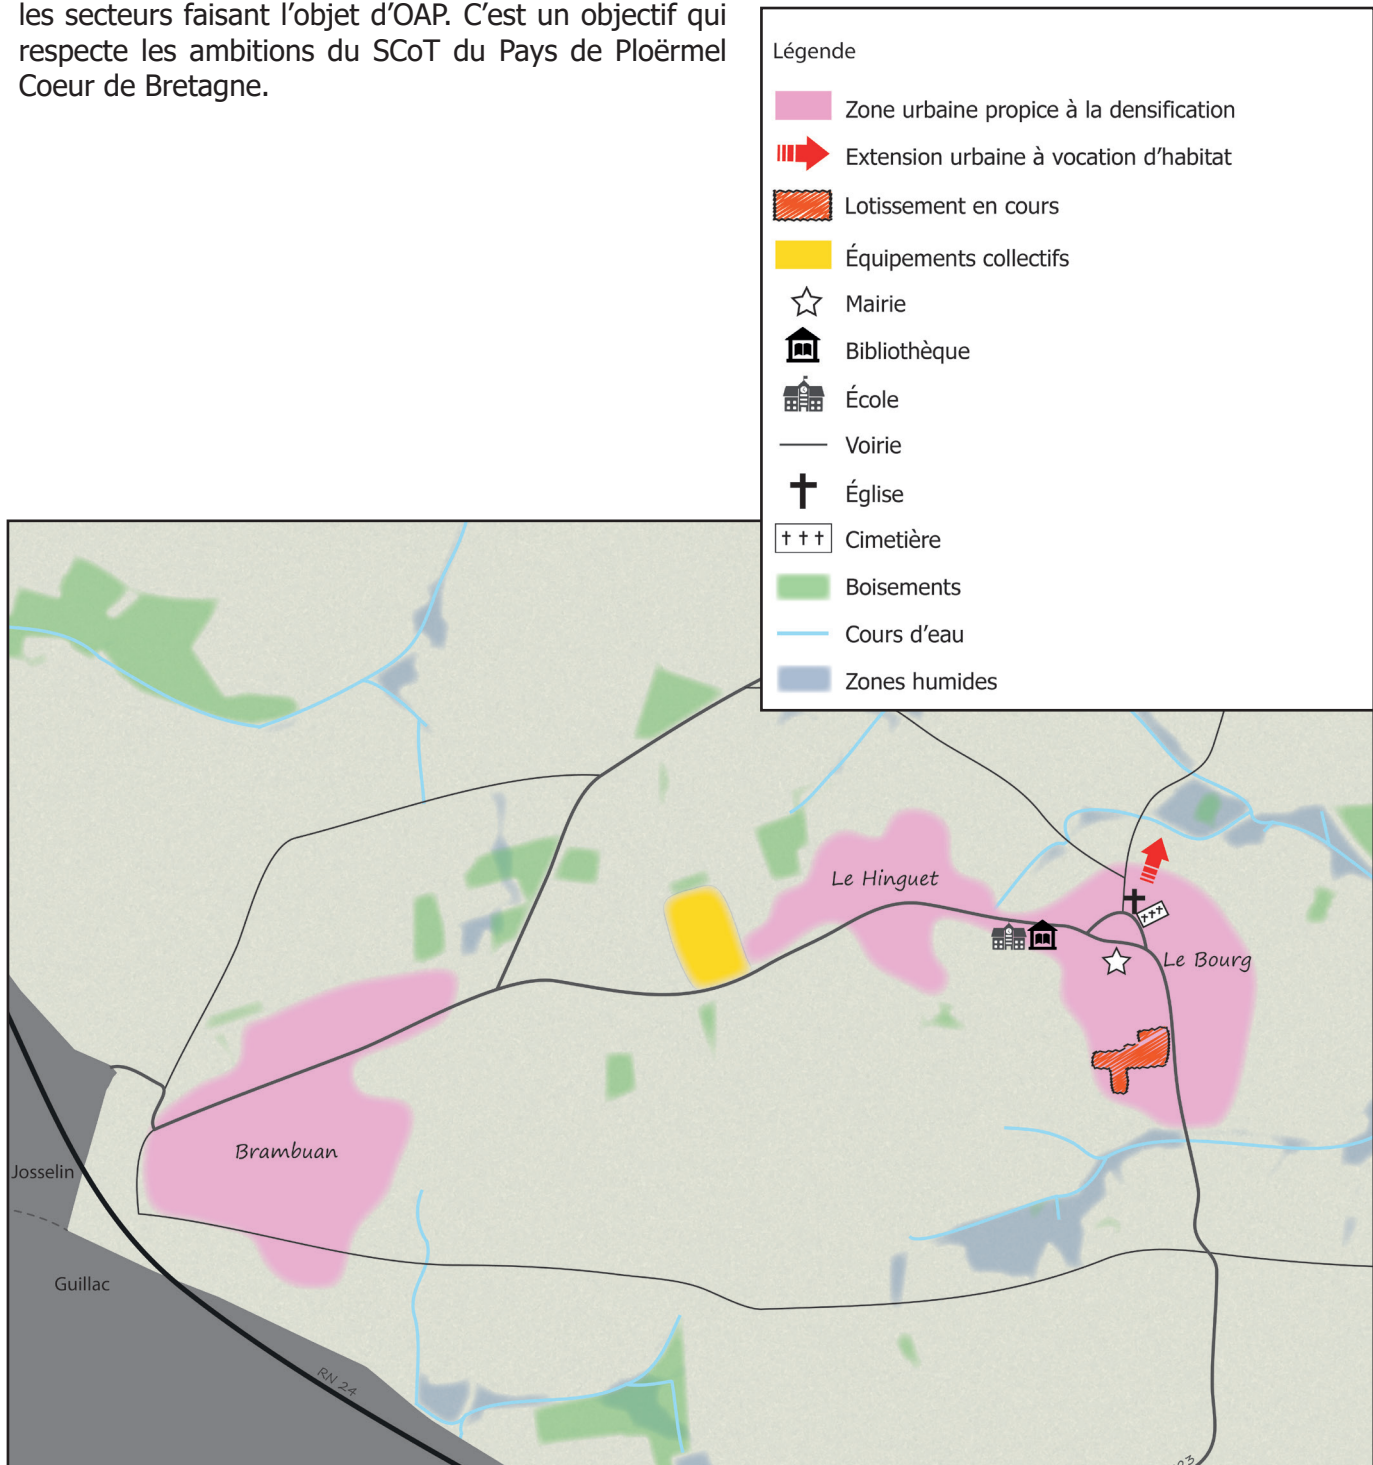 les secteurs faisant l’objet d’OAP. C’est un objectif qui
respecte les ambitions du SCoT du Pays de Ploërmel
Coeur de Bretagne.
Légende
Zone urbaine propice à la densification
Extension urbaine à vocation d’habitat
Lotissement en cours
Équipements collectifs
Mairie
Bibliothèque
École
Voirie
Église
Cimetière
Boisements
Cours d’eau
Zones humides
Le Hinguet
Le Bourg
Brambuan
Josselin
Guillac
RN 24